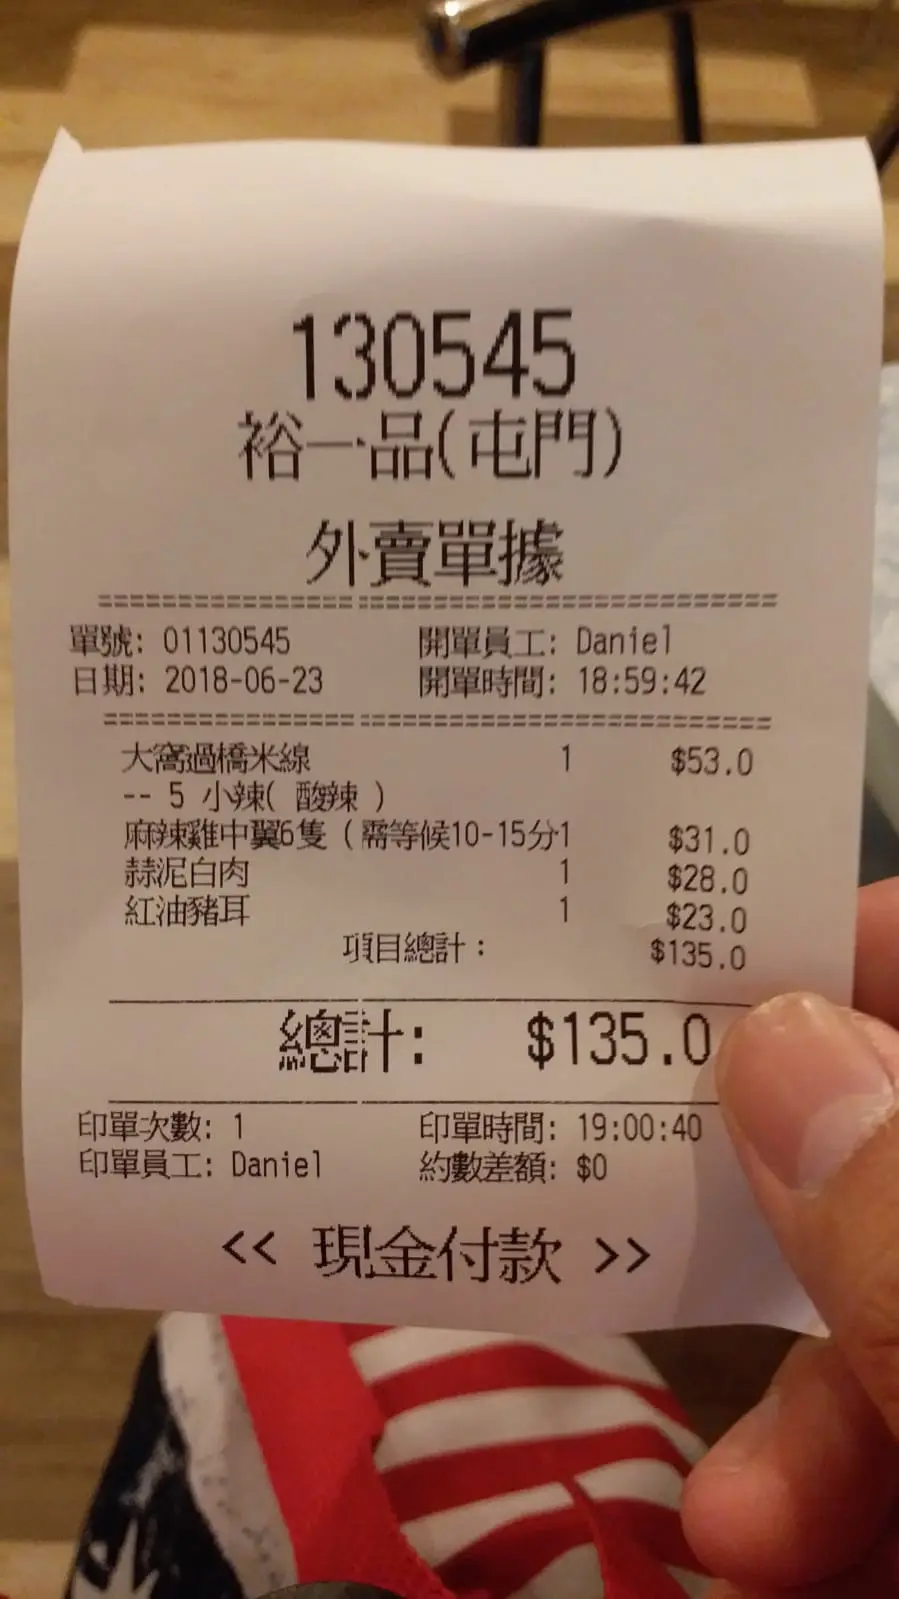 130545
裕一品(屯門)
外賣單據
========================================
單號: 01130545 開單員工: Daniel
日期: 2018-06-23 開單時間: 18:59:42
========================================
大窩過橋米線 1 $53.0
-- 5 小辣( 酸辣 )
麻辣雞中翼6隻 (需等候10-15分1 $31.0
蒜泥白肉 1 $28.0
紅油豬耳 1 $23.0
項目總計: $135.0
總計: $135.0
印單次數: 1 印單時間: 19:00:40
印單員工: Daniel 約數差額: $0
<< 現金付款 >>